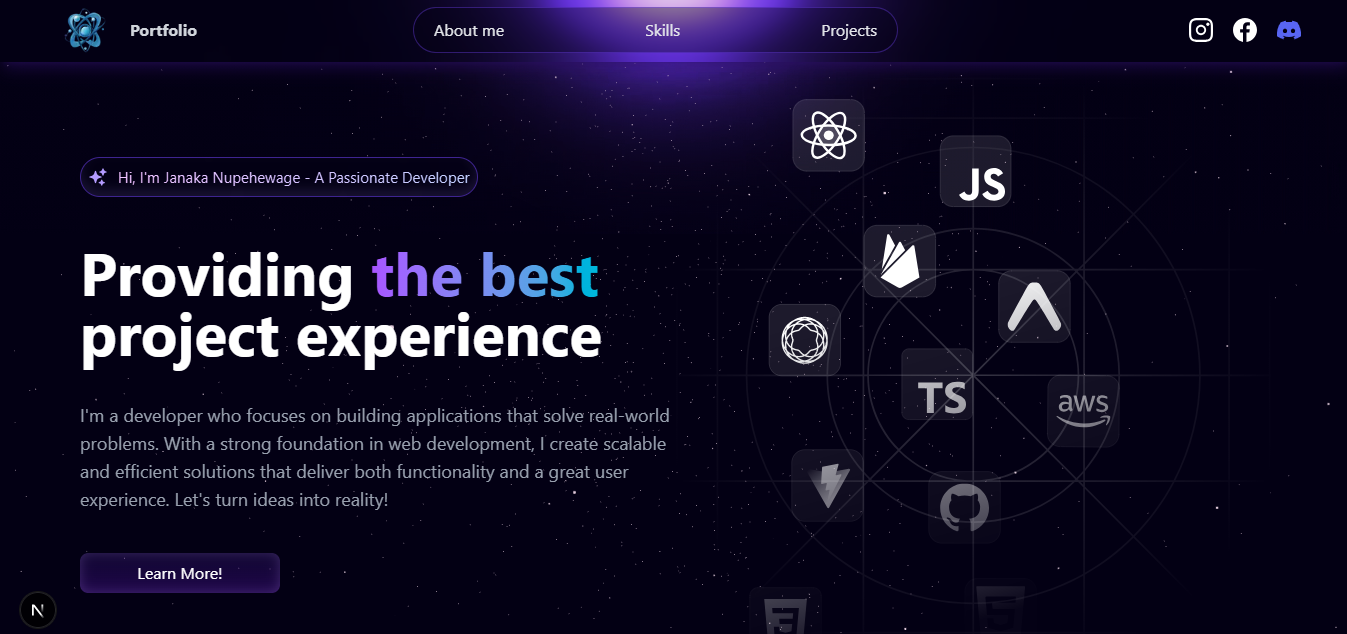 Portfolio
About me
Skills
Projects
Hi, I'm Janaka Nupehewage - A Passionate Developer
Providing the best
project experience
I'm a developer who focuses on building applications that solve real-world
problems. With a strong foundation in web development, I create scalable
and efficient solutions that deliver both functionality and a great user
experience. Let's turn ideas into reality!
Learn More!
N
JS
TS
aws
3
5